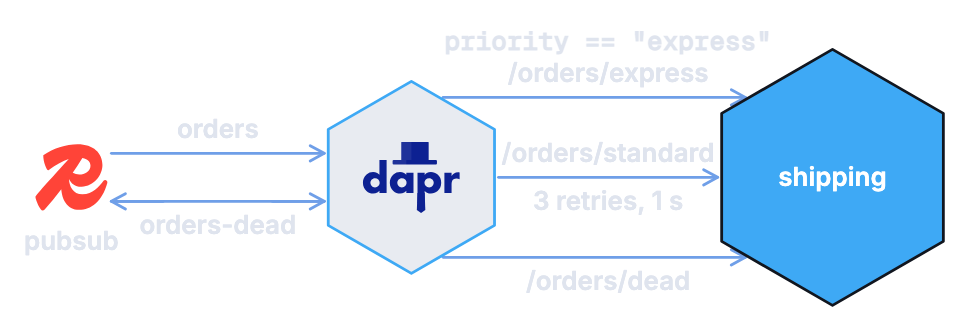 priority == "express"
/orders/express
orders
/orders/standard
dapr
shipping
3 retries, 1 s
orders-dead
pubsub
/orders/dead